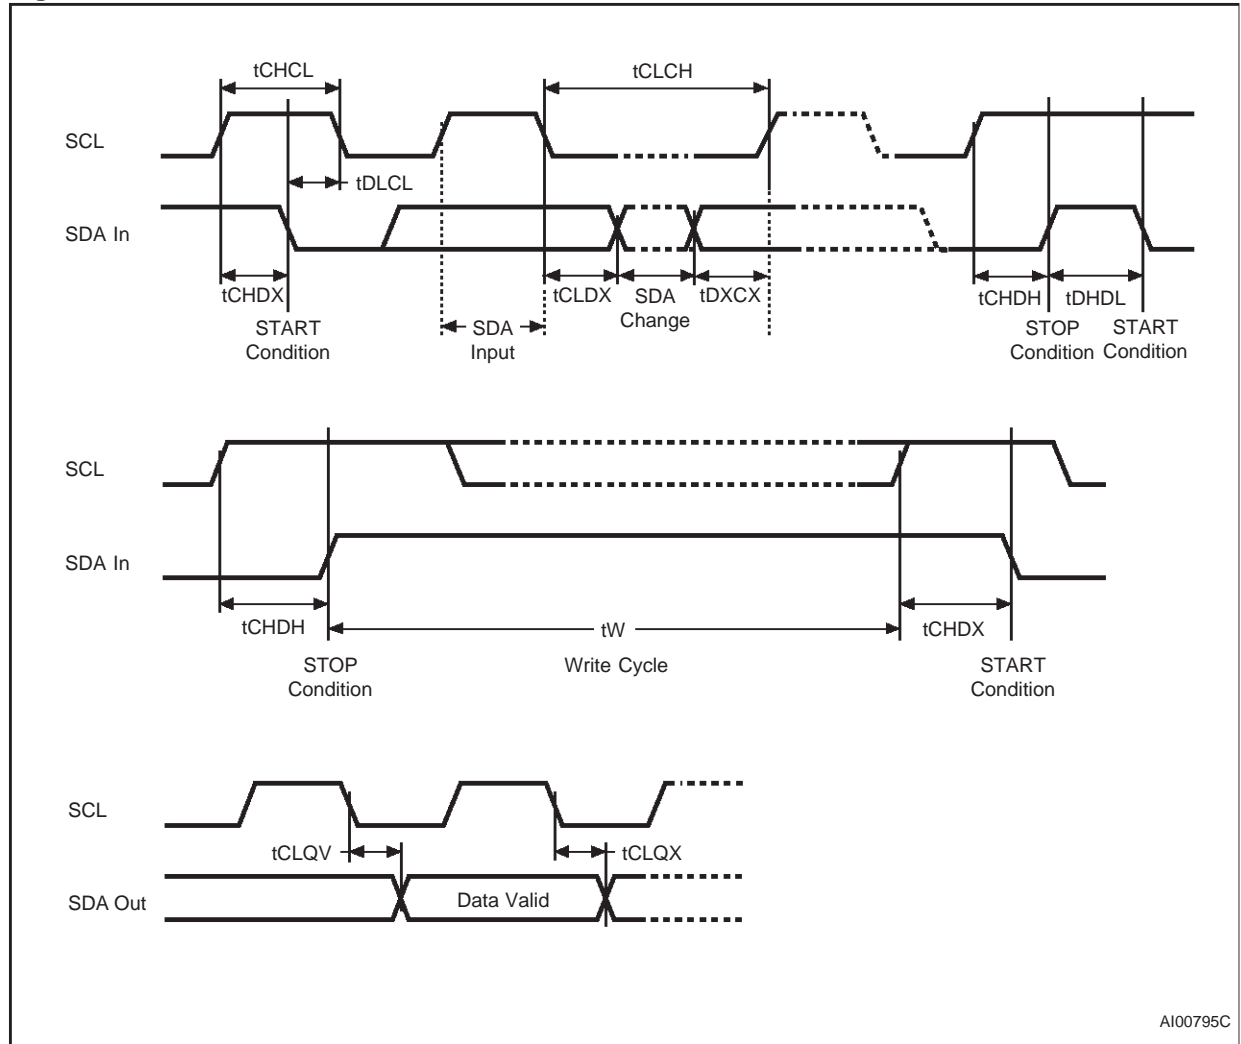 tCHCL
tCLCH
SCL
tDLCL
SDA In
tCHDX
tCLDX
SDA
Change
tDXCX
tCHDH
tDHDL
START
Condition
SDA
Input
STOP
Condition
START
Condition
SCL
SDA In
tCHDH
tW
tCHDX
STOP
Condition
Write Cycle
START
Condition
SCL
tCLQV
tCLQX
SDA Out
Data Valid
AI00795C